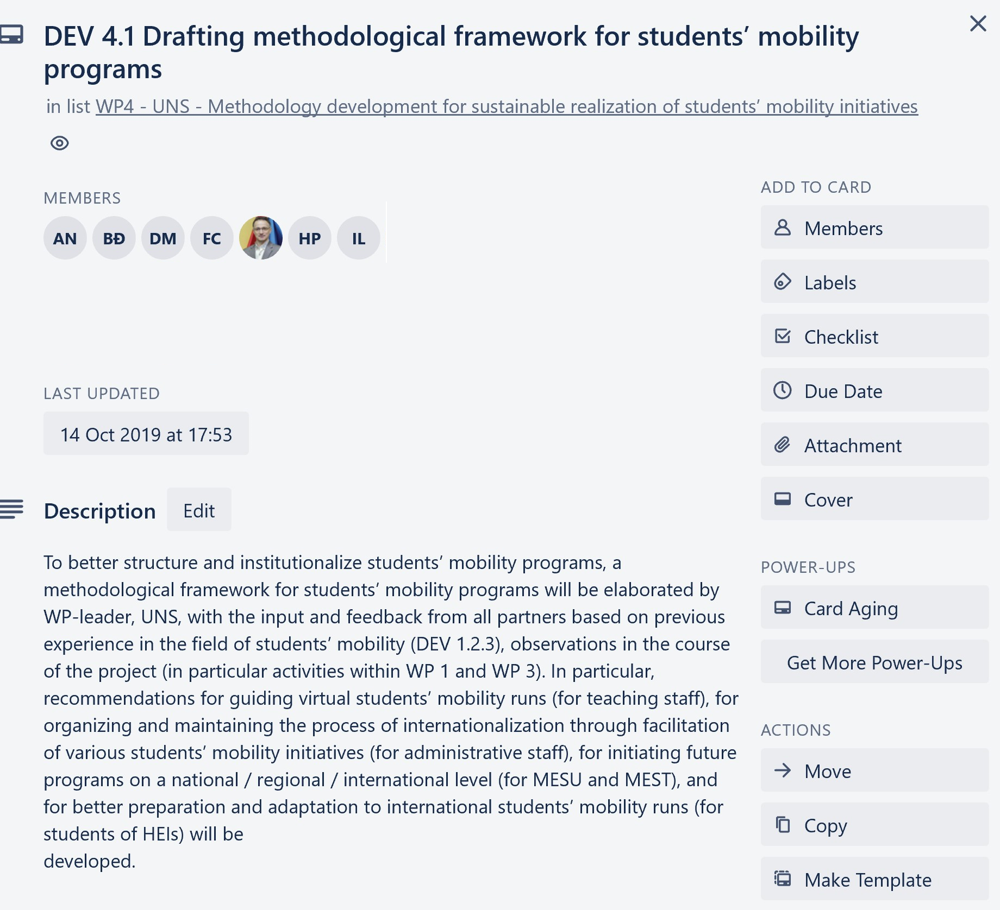 DEV 4.1 Drafting methodological framework for students’ mobility
programs
in list WP4 - UNS - Methodology development for sustainable realization of students’ mobility initiatives
MEMBERS
AN BĐ DM FC HP IL
LAST UPDATED
14 Oct 2019 at 17:53
Description Edit
To better structure and institutionalize students’ mobility programs, a
methodological framework for students’ mobility programs will be elaborated by
WP-leader, UNS, with the input and feedback from all partners based on previous
experience in the field of students’ mobility (DEV 1.2.3), observations in the course
of the project (in particular activities within WP 1 and WP 3). In particular,
recommendations for guiding virtual students’ mobility runs (for teaching staff), for
organizing and maintaining the process of internationalization through facilitation
of various students’ mobility initiatives (for administrative staff), for initiating future
programs on a national / regional / international level (for MESU and MEST), and
for better preparation and adaptation to international students’ mobility runs (for
students of HEIs) will be
developed.
ADD TO CARD
Members
Labels
Checklist
Due Date
Attachment
Cover
POWER-UPS
Card Aging
Get More Power-Ups
ACTIONS
Move
Copy
Make Template